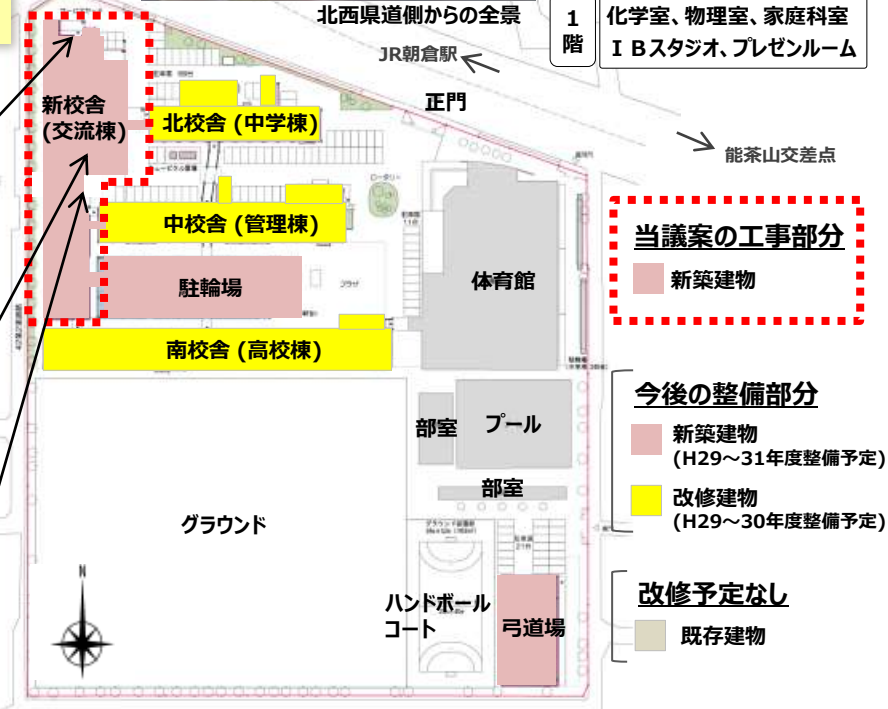 北西県道側からの全景
1
階
化学室、物理室、家庭科室
ＩＢスタジオ、プレゼンルーム
JR朝倉駅
正門
能茶山交差点
新校舎
(交流棟)
北校舎 (中学棟)
中校舎 (管理棟)
駐輪場
プラザ
ロータリー
体育館
南校舎 (高校棟)
当議案の工事部分
新築建物
今後の整備部分
新築建物
(H29～31年度整備予定)
改修建物
(H29～30年度整備予定)
改修予定なし
既存建物
部室
プール
部室
グラウンド
N
ハンドボール
コート
弓道場